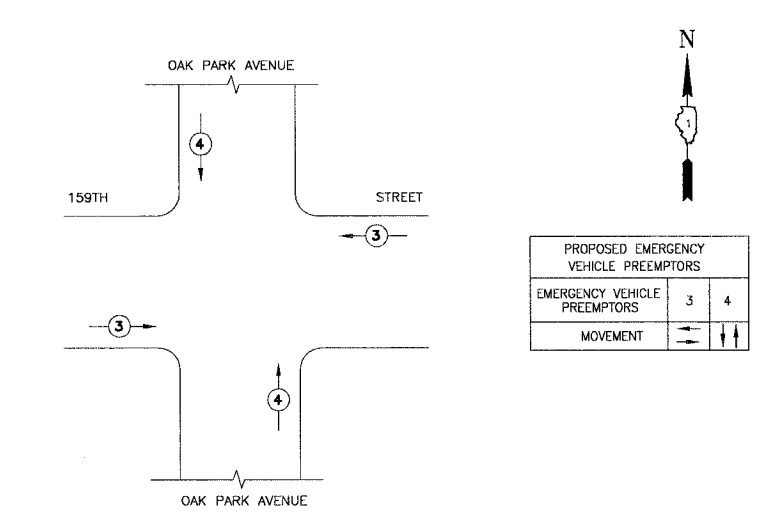 N
OAK PARK AVENUE
4
1
159TH
STREET
3
PROPOSED EMERGENCY
VEHICLE PREEMPTORS
EMERGENCY VEHICLE
PREEMPTORS
3
4
MOVEMENT
3
4
OAK PARK AVENUE